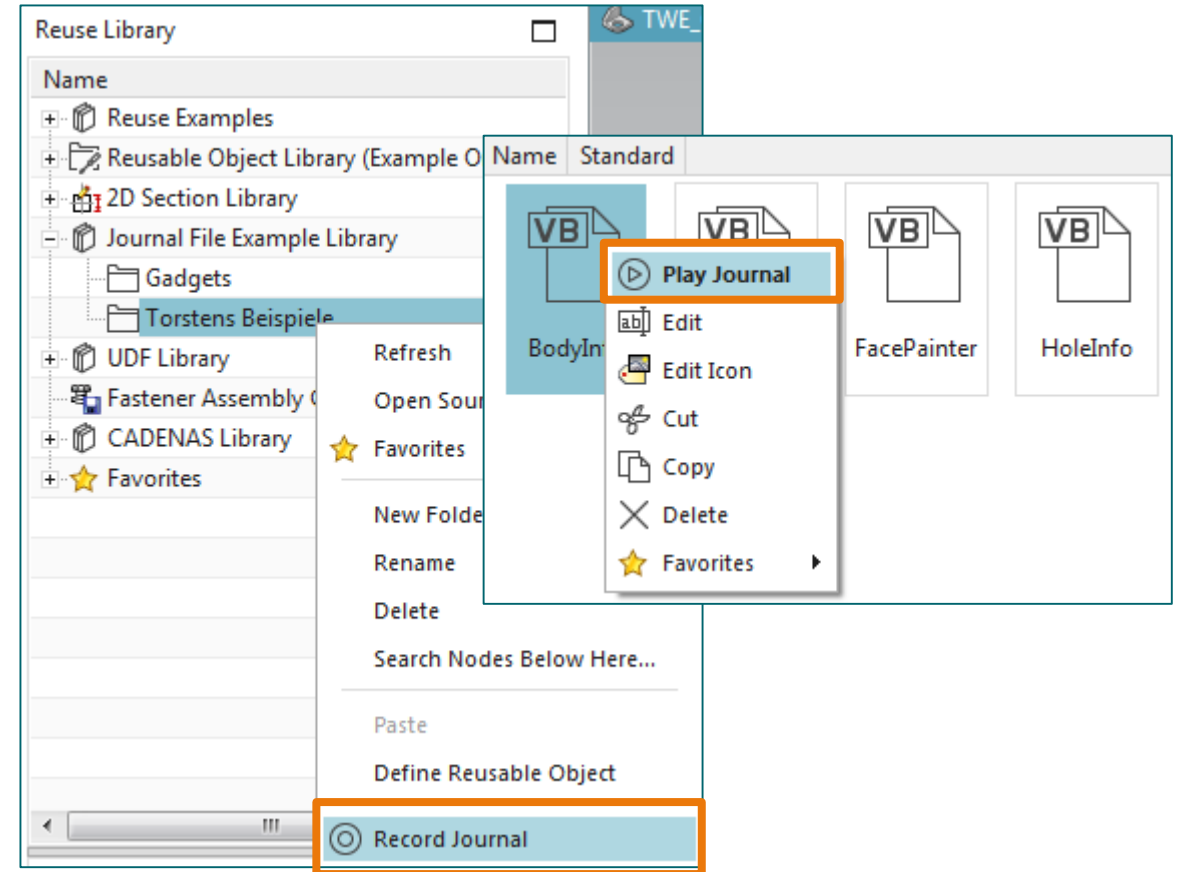 Reuse Library
TWE_
Name
Reuse Examples
Reusable Object Library (Example O
2D Section Library
Journal File Example Library
Gadgets
Torstens Beispiele
UDF Library
Fastener Assembly
CADENAS Library
Favorites
Refresh
Open Sour
Favorites
New Folde
Rename
Delete
Search Nodes Below Here...
Paste
Define Reusable Object
Record Journal
Name Standard
VB VB VB VB
BodyIn FacePainter HoleInfo
Play Journal
Edit
Edit Icon
Cut
Copy
Delete
Favorites